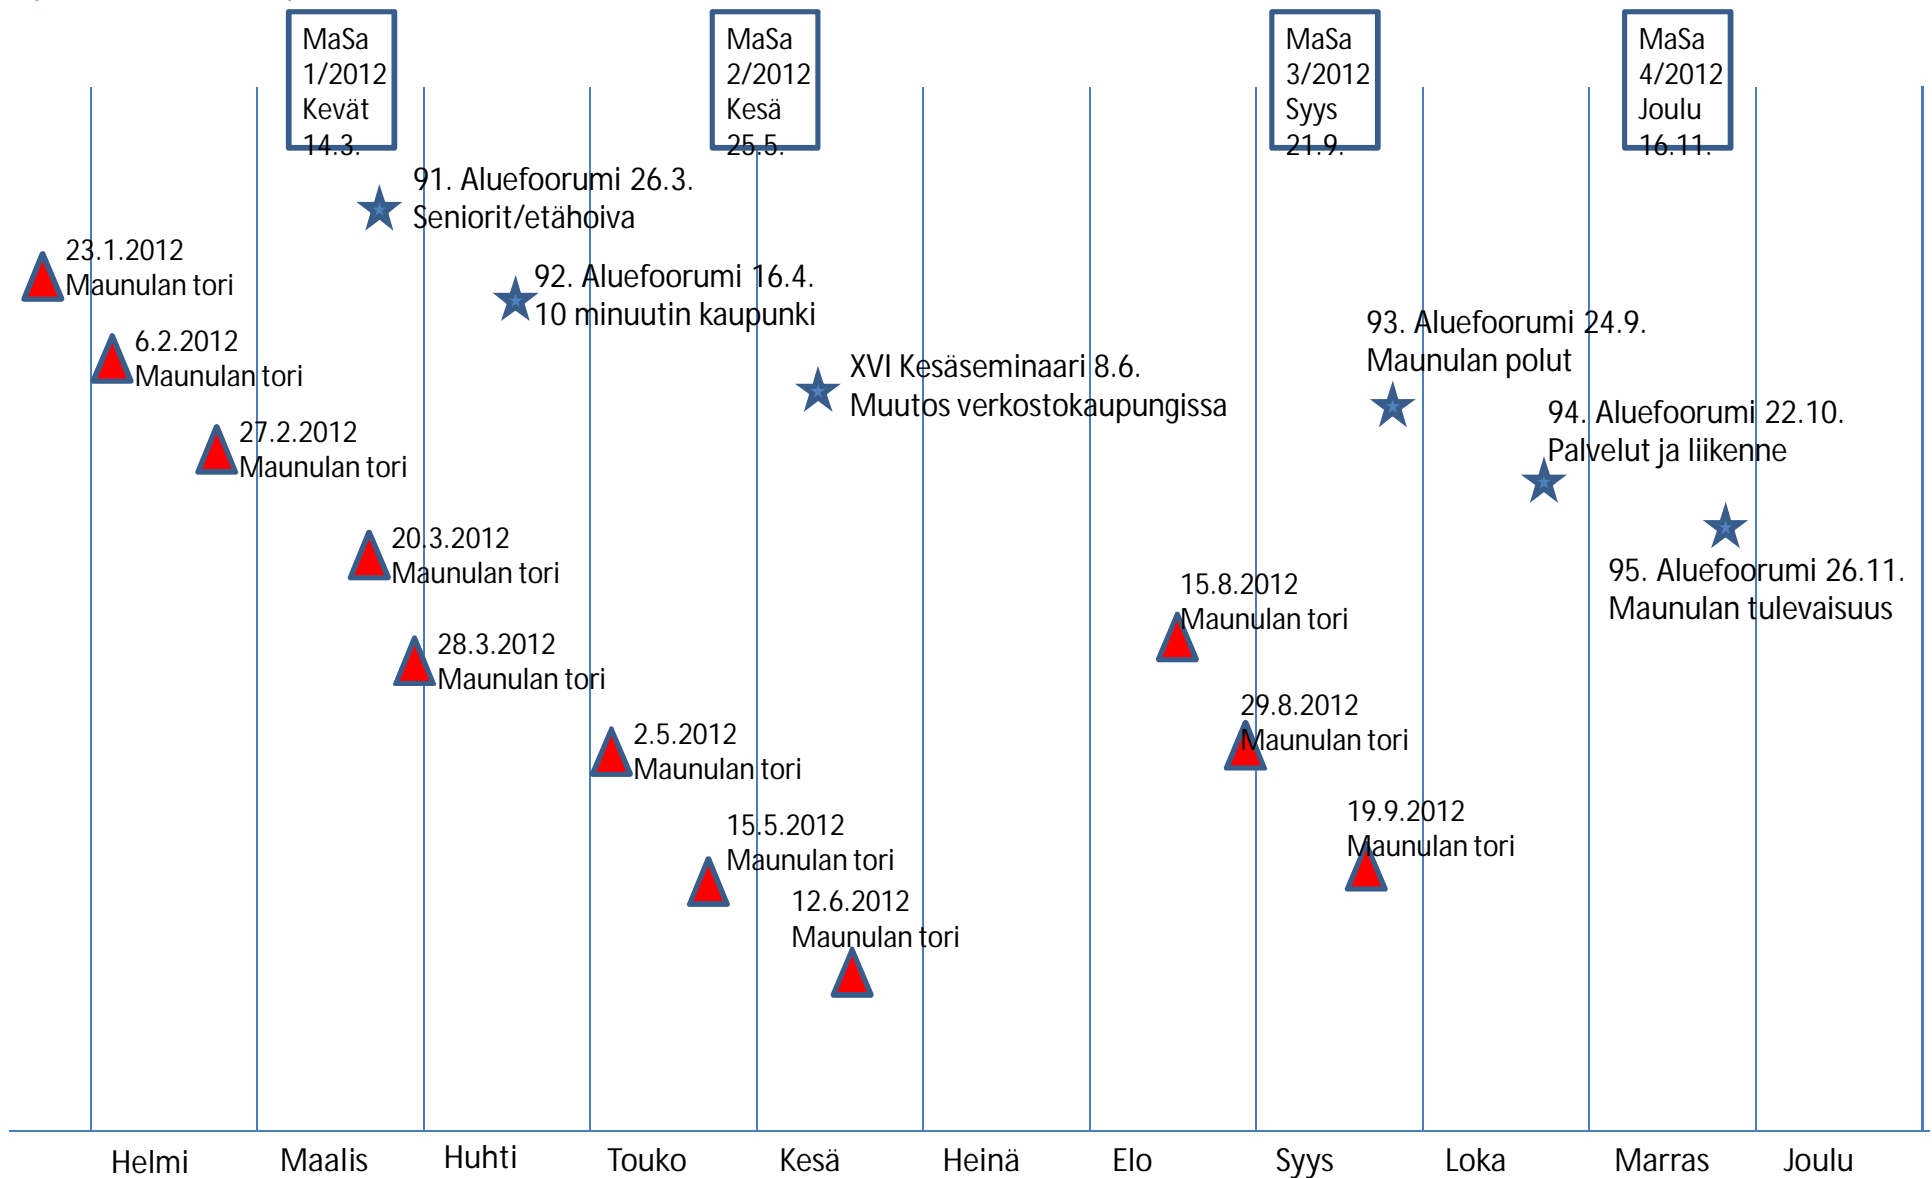 MaSa
1/2012
Kevät
14.3.
MaSa
2/2012
Kesä
25.5.
MaSa
3/2012
Syys
21.9.
MaSa
4/2012
Joulu
16.11.
91. Aluefoorumi 26.3.
Seniorit/etähoiva
23.1.2012
Maunulan tori
92. Aluefoorumi 16.4.
10 minuutin kaupunki
6.2.2012
Maunulan tori
93. Aluefoorumi 24.9.
Maunulan polut
XVI Kesäseminaari 8.6.
Muutos verkostokaupungissa
27.2.2012
Maunulan tori
94. Aluefoorumi 22.10.
Palvelut ja liikenne
20.3.2012
Maunulan tori
95. Aluefoorumi 26.11.
Maunulan tulevaisuus
15.8.2012
Maunulan tori
28.3.2012
Maunulan tori
29.8.2012
Maunulan tori
2.5.2012
Maunulan tori
15.5.2012
Maunulan tori
19.9.2012
Maunulan tori
12.6.2012
Maunulan tori
Helmi Maalis Huhti Touko Kesä Heinä Elo Syys Loka Marras Joulu